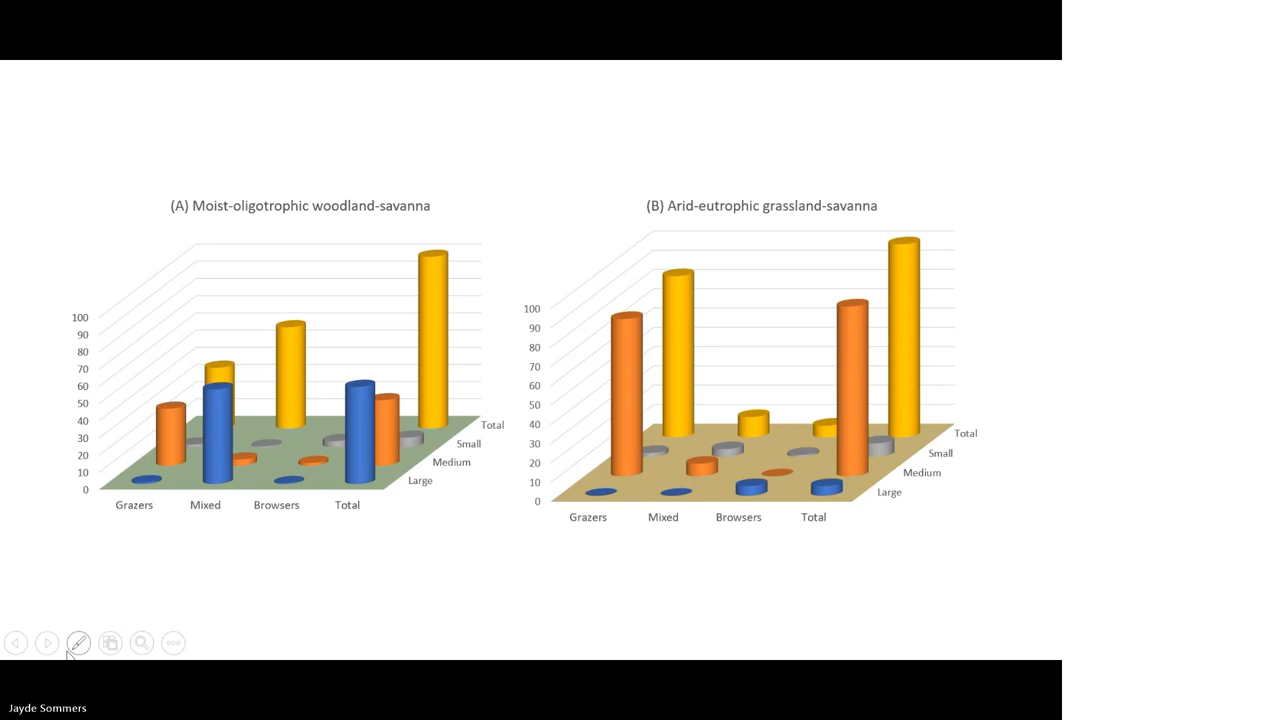 (A) Moist-oligotrophic woodland-savanna
100
90
80
70
60
50
40
30
20
10
0
Grazers
Mixed
Browsers
Total
Large
Medium
Small
Total
(B) Arid-eutrophic grassland-savanna
100
90
80
70
60
50
40
30
20
10
0
Grazers
Mixed
Browsers
Total
Large
Medium
Small
Total
Jayde Sommers